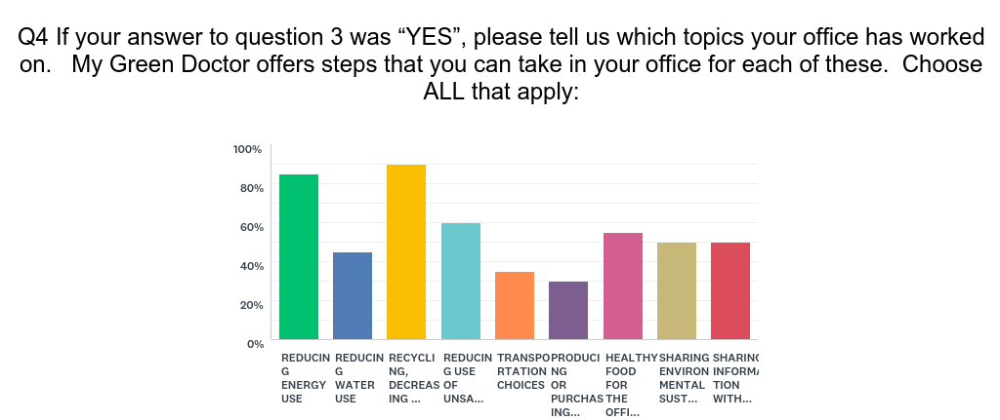 Q4 If your answer to question 3 was “YES”, please tell us which topics your office has worked
on.   My Green Doctor offers steps that you can take in your office for each of these.  Choose
ALL that apply:
100%
80%
60%
40%
20%
0%
REDUCIN
G
ENERGY
USE
REDUCIN
G
WATER
USE
RECYCLI
NG,
DECREAS
ING ...
REDUCIN
G USE
OF
UNSA...
TRANSPO
RTATION
CHOICES
PRODUCI
NG
OR
PURCHAS
ING...
HEALTHY
FOOD
FOR
THE
OFFI...
SHARING
ENVIRON
MENTAL
SUST...
SHARING
INFORMA
TION
WITH...